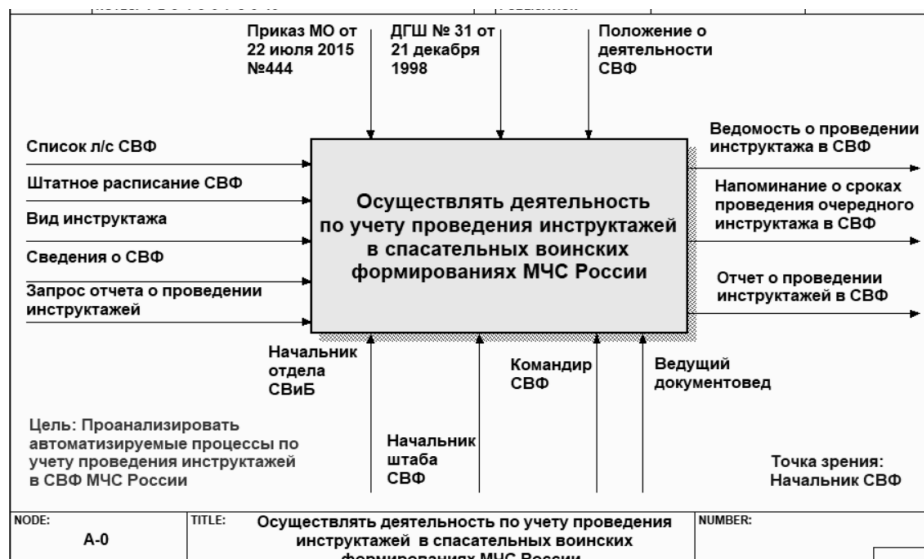 Приказ МО от
22 июля 2015
№444
ДГШ № 31 от
21 декабря
1998
Положение о
деятельности
СВФ
Список л/с СВФ
Штатное расписание СВФ
Вид инструктажа
Сведения о СВФ
Запрос отчета о проведении
инструктажей
Осуществлять деятельность
по учету проведения инструктажей
в спасательных воинских
формированиях МЧС России
Ведомость о проведении
инструктажа в СВФ
Напоминание о сроках
проведения очередного
инструктажа в СВФ
Отчет о проведении
инструктажей в СВФ
Начальник
отдела
СВиБ
Начальник
штаба
СВФ
Командир
СВФ
Ведущий
документовед
Цель: Проанализировать
автоматизируемые процессы по
учету проведения инструктажей
в СВФ МЧС России
Точка зрения:
Начальник СВФ
NODE:
A-0
TITLE:
Осуществлять деятельность по учету проведения
инструктажей в спасательных воинских
формированиях МЧС России
NUMBER: